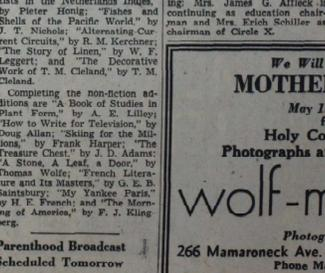 ists in the Netherlands Indies,"
by Pieter Honig; "Fishes and
Shells of the Pacific World," by
J. T. Nichols; "Alternating-Cur-
rent Circuits," by R. M. Kerchner;
"The Story of Linen," by W. F.
Leggert; and "The Decorative
Work of T. M. Cleland," by T. M.
Cleland.
Completing the non-fiction ad-
ditions are "A Book of Studies in
Plant Form," by A. E. Lilley;
"How to Write for Television," by
Doug Allan; "Skiing for the Mil-
lions," by Frank Harper; "The
Treasure Chest," by J. D. Adams;
"A Stone, A Leaf, a Door," by
Thomas Wolfe; "French Litera-
ture and Its Masters," by G. E. B.
Saintsbury; "My Yankee Paris,"
by H. E. French; and "The Morn-
ing of America," by F. J. Kling-
berg.
Parenthood Broadcast
Scheduled Tomorrow
ing: Mrs. James G. Affleck
continuing as education chair-
man and Mrs. Erich Schiller as
chairman of Circle X.
We Will
MOTHER
May 1
f
Holy Co
Photographs a
wolf-m
Photog
266 Mamaroneck Ave.
Phone M